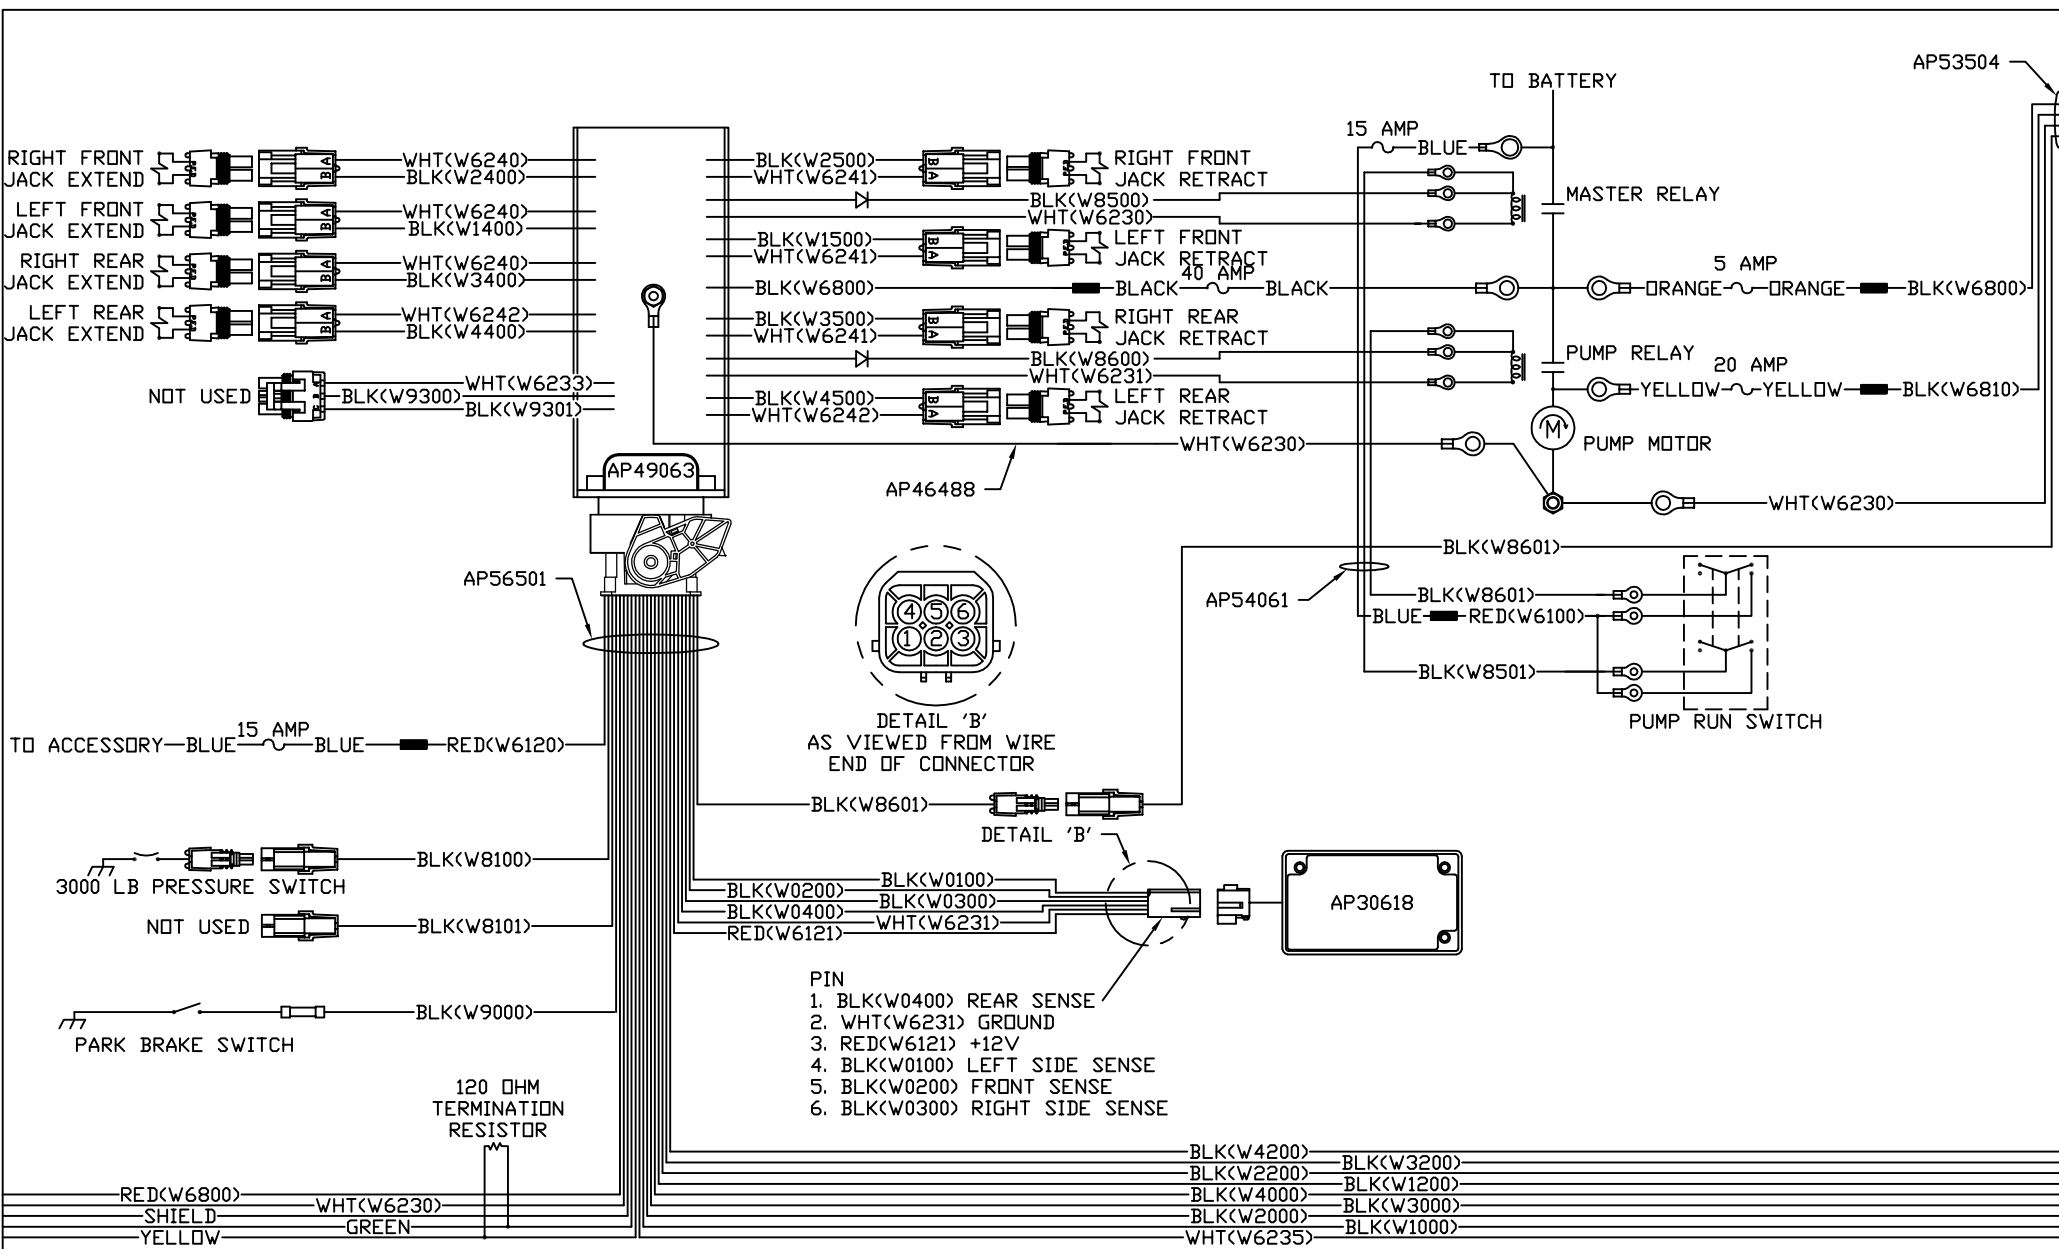 AP53504
TO BATTERY
15 AMP
BLUE
RIGHT FRONT
JACK EXTEND
WHT(W6240)
BLK(W2400)
A
B
BLK(W2500)
WHT(W6241)
B
A
RIGHT FRONT
JACK RETRACT
BLK(W8500)
WHT(W6230)
MASTER RELAY
LEFT FRONT
JACK EXTEND
WHT(W6240)
BLK(W1400)
A
B
BLK(W1500)
WHT(W6241)
B
A
LEFT FRONT
JACK RETRACT
RIGHT REAR
JACK EXTEND
WHT(W6240)
BLK(W3400)
A
B
BLK(W6800)
BLACK
40 AMP
BLACK
5 AMP
ORANGE
ORANGE
BLK(W6800)
LEFT REAR
JACK EXTEND
WHT(W6242)
BLK(W4400)
A
B
BLK(W3500)
WHT(W6241)
B
A
RIGHT REAR
JACK RETRACT
BLK(W8600)
WHT(W6231)
PUMP RELAY
20 AMP
YELLOW
YELLOW
BLK(W6810)
NOT USED
WHT(W6233)
BLK(W9300)
BLK(W9301)
BLK(W4500)
WHT(W6242)
B
A
LEFT REAR
JACK RETRACT
WHT(W6230)
M
PUMP MOTOR
AP49063
AP46488
WHT(W6230)
BLK(W8601)
AP56501
AP54061
BLK(W8601)
BLUE
RED(W6100)
BLK(W8501)
PUMP RUN SWITCH
4 5 6
1 2 3
DETAIL 'B'
AS VIEWED FROM WIRE
END OF CONNECTOR
TO ACCESSORY
BLUE
15 AMP
BLUE
RED(W6120)
BLK(W8601)
DETAIL 'B'
BLK(W8100)
3000 LB PRESSURE SWITCH
NOT USED
BLK(W8101)
BLK(W0100)
BLK(W0200)
BLK(W0300)
BLK(W0400)
WHT(W6231)
RED(W6121)
AP30618
BLK(W9000)
PARK BRAKE SWITCH
PIN
1. BLK(W0400) REAR SENSE
2. WHT(W6231) GROUND
3. RED(W6121) +12V
4. BLK(W0100) LEFT SIDE SENSE
5. BLK(W0200) FRONT SENSE
6. BLK(W0300) RIGHT SIDE SENSE
120 OHM
TERMINATION
RESISTOR
RED(W6800)
WHT(W6230)
SHIELD
GREEN
YELLOW
BLK(W4200)
BLK(W3200)
BLK(W2200)
BLK(W1200)
BLK(W4000)
BLK(W3000)
BLK(W2000)
BLK(W1000)
WHT(W6235)